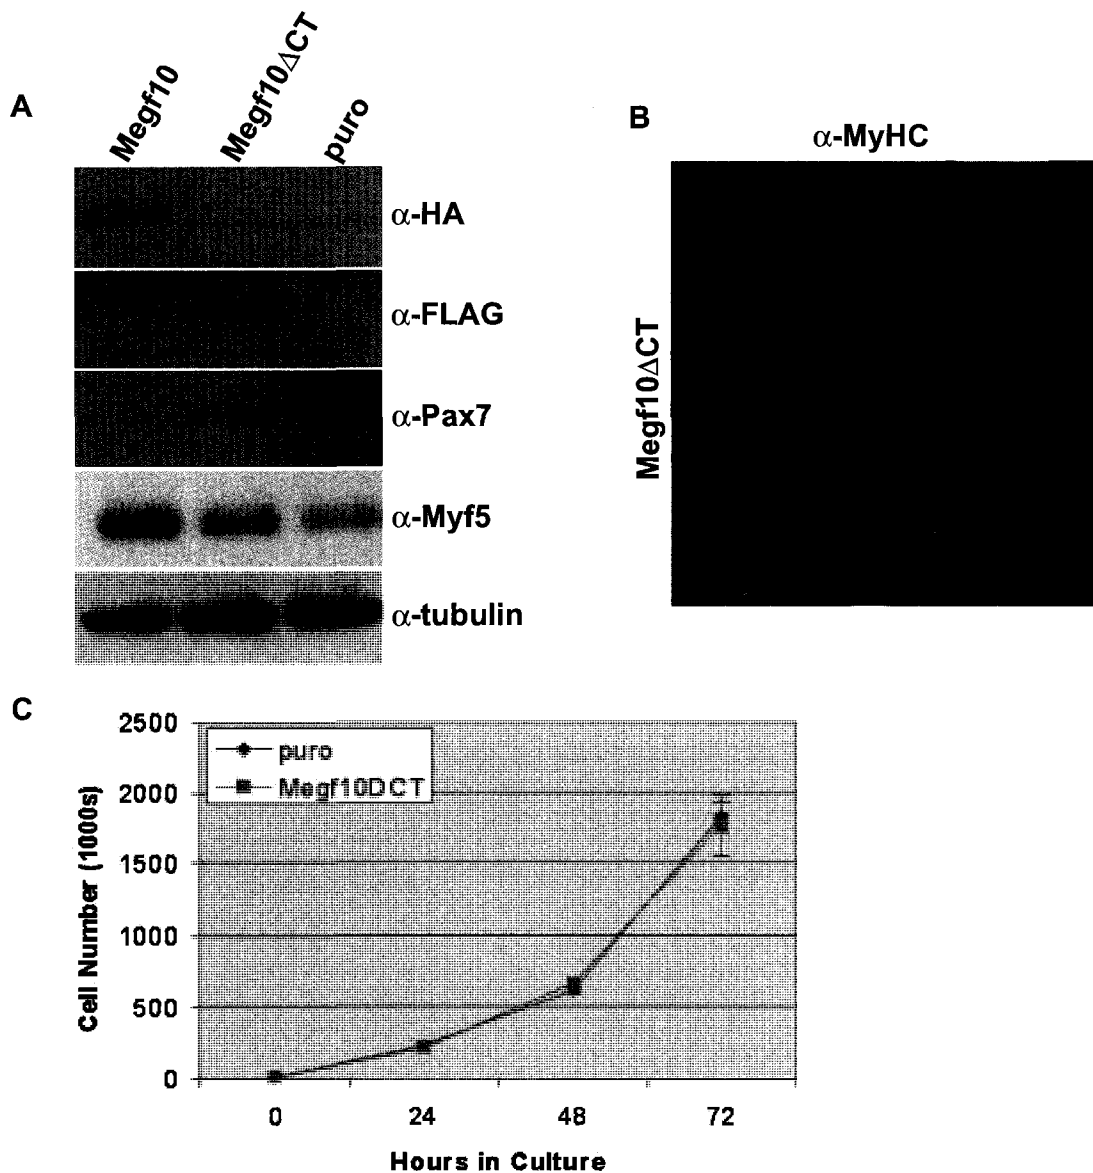 A
Megf10
Megf10ΔCT
puro
α-HA
α-FLAG
α-Pax7
α-Myf5
α-tubulin
B
α-MyHC
Megf10ΔCT
C
2500
2000
1500
1000
500
0
Cell Number (1000s)
puro
Megf10DCT
0 24 48 72
Hours in Culture